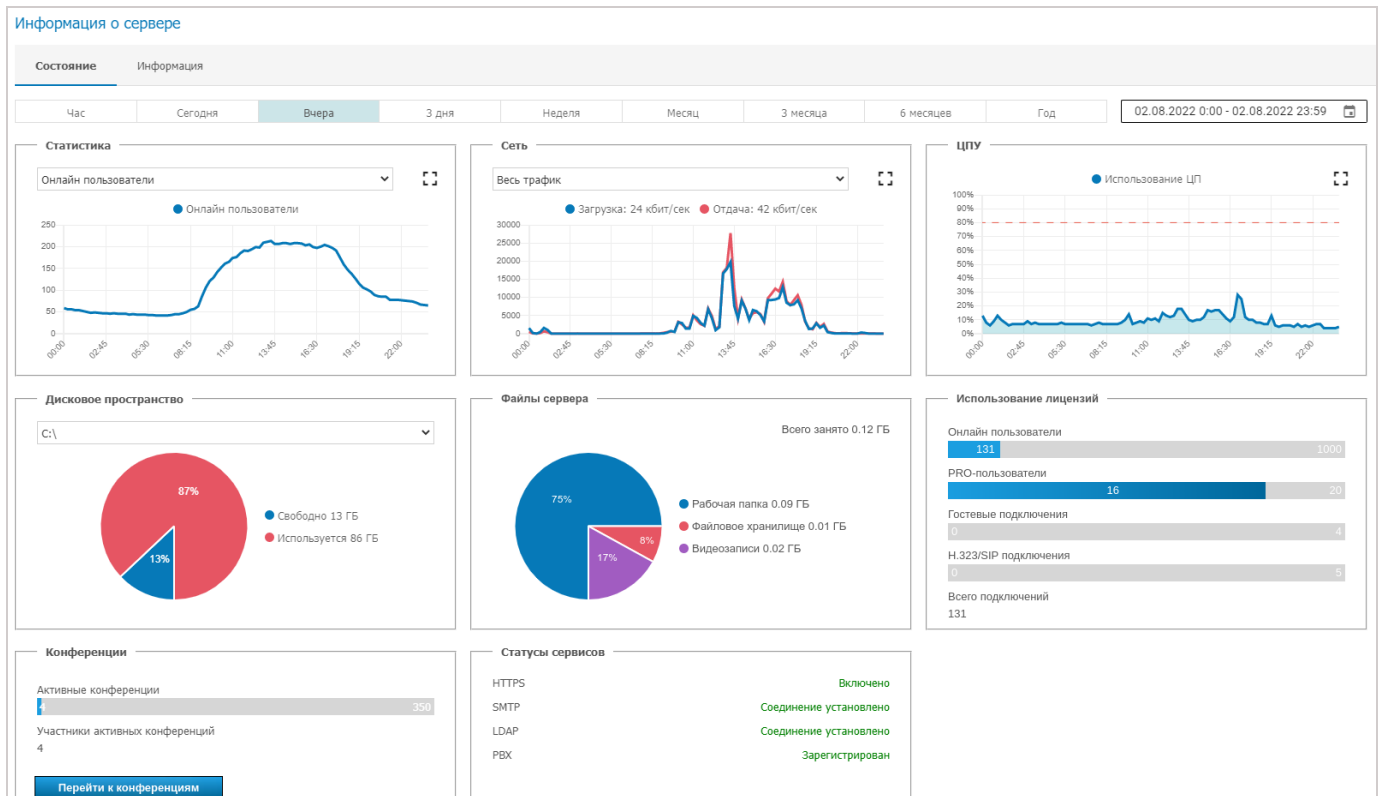 Информация о сервере
Состояние Информация
Час Сегодня Вчера 3 дня Неделя Месяц 3 месяца 6 месяцев Год 02.08.2022 0:00 - 02.08.2022 23:59
Статистика
Онлайн пользователи
Онлайн пользователи
250
200
150
100
50
0
00:00 02:45 05:30 08:15 11:00 13:45 16:30 19:15 22:00
Сеть
Весь трафик
Загрузка: 24 кбит/сек Отдача: 42 кбит/сек
30000
25000
20000
15000
10000
5000
0
00:00 02:45 05:30 08:15 11:00 13:45 16:30 19:15 22:00
ЦПУ
Использование ЦП
100%
90%
80%
70%
60%
50%
40%
30%
20%
10%
0%
00:00 02:45 05:30 08:15 11:00 13:45 16:30 19:15 22:00
Дисковое пространство
C:\
87%
13%
Свободно 13 ГБ
Используется 86 ГБ
Файлы сервера
Всего занято 0.12 ГБ
75%
8%
17%
Рабочая папка 0.09 ГБ
Файловое хранилище 0.01 ГБ
Видеозаписи 0.02 ГБ
Использование лицензий
Онлайн пользователи
131 1000
PRO-пользователи
16 20
Гостевые подключения
0 4
H.323/SIP подключения
0 5
Всего подключений
131
Конференции
Активные конференции
4 350
Участники активных конференций
4
Перейти к конференциям
Статусы сервисов
HTTPS Включено
SMTP Соединение установлено
LDAP Соединение установлено
PBX Зарегистрирован